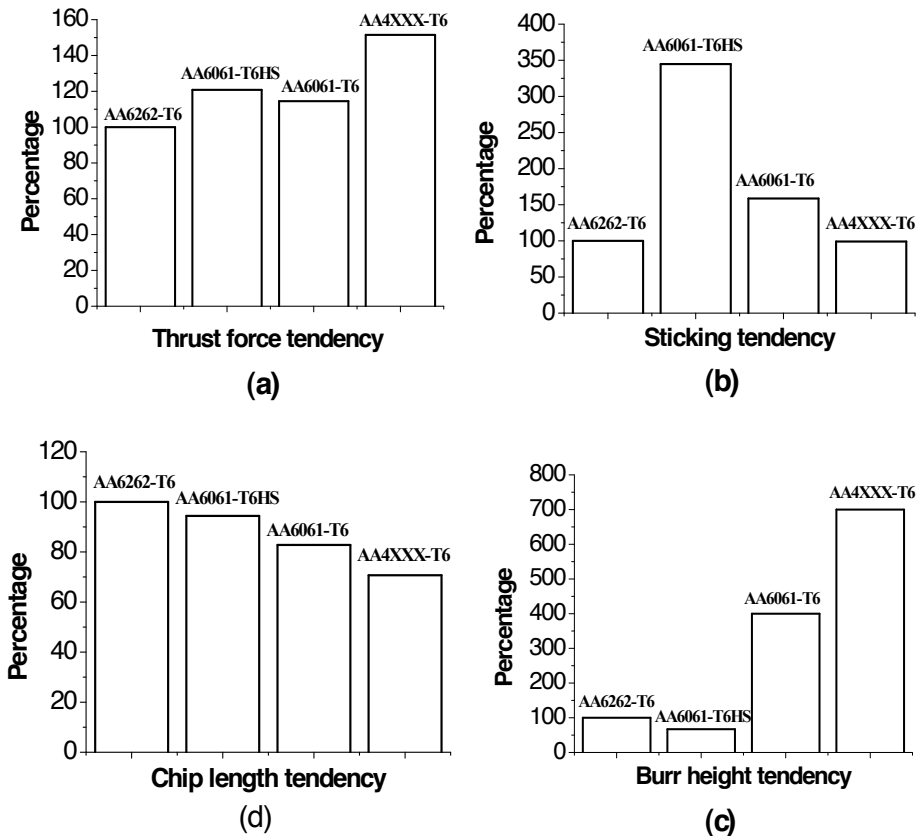 160
140
120
100
80
60
40
20
0
Percentage
AA6262-T6
AA6061-T6HS
AA6061-T6
AA4XXX-T6
Thrust force tendency
(a)
400
350
300
250
200
150
100
50
0
Percentage
AA6262-T6
AA6061-T6HS
AA6061-T6
AA4XXX-T6
Sticking tendency
(b)
120
100
80
60
40
20
0
Percentage
AA6262-T6
AA6061-T6HS
AA6061-T6
AA4XXX-T6
Chip length tendency
(d)
800
700
600
500
400
300
200
100
0
Percentage
AA6262-T6
AA6061-T6HS
AA6061-T6
AA4XXX-T6
Burr height tendency
(c)